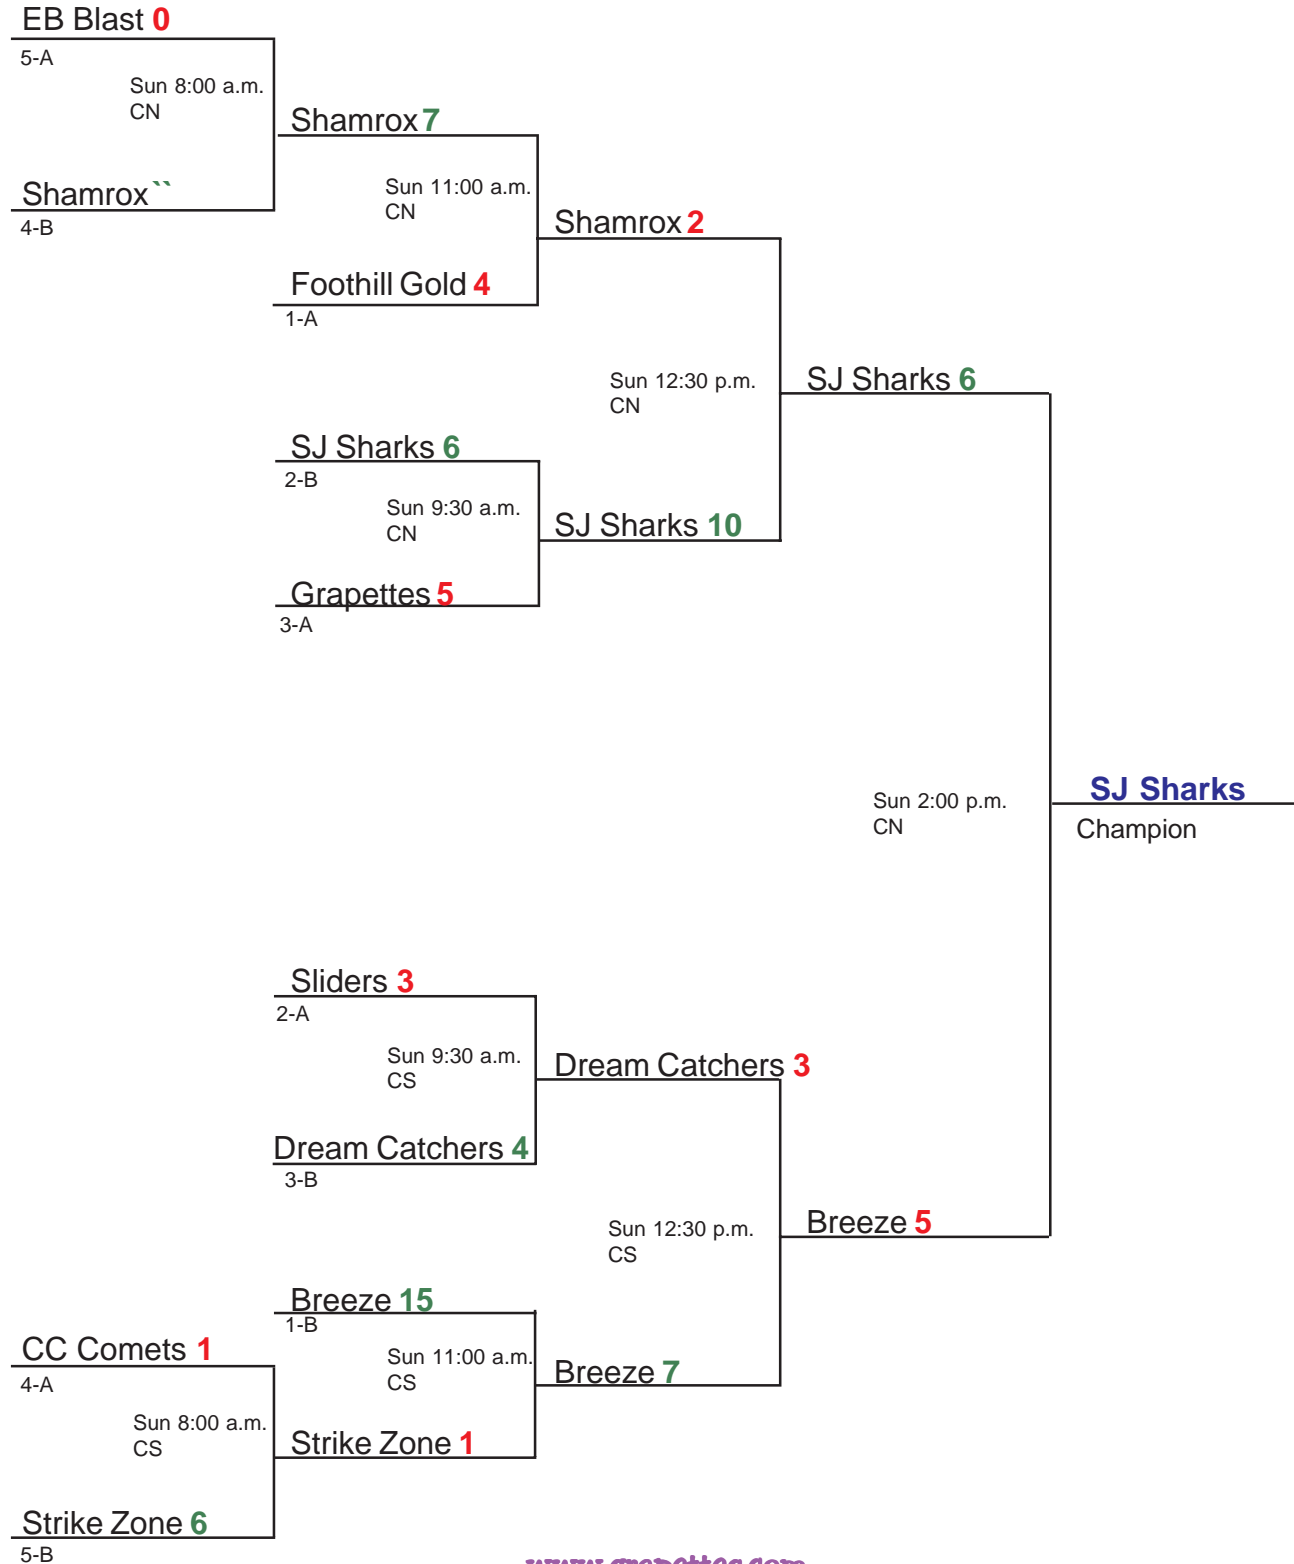 EB Blast 0
5-A
Sun 8:00 a.m.
CN
Shamrox ``
4-B
Shamrox 7
Sun 11:00 a.m.
CN
Foothill Gold 4
1-A
Shamrox 2
Sun 12:30 p.m.
CN
SJ Sharks 6
2-B
Sun 9:30 a.m.
CN
Grapettes 5
3-A
SJ Sharks 10
SJ Sharks 6
Sun 2:00 p.m.
CN
SJ Sharks
Champion
Sliders 3
2-A
Sun 9:30 a.m.
CS
Dream Catchers 4
3-B
Dream Catchers 3
Sun 12:30 p.m.
CS
Breeze 5
Breeze 15
1-B
Sun 11:00 a.m.
CS
Breeze 7
CC Comets 1
4-A
Sun 8:00 a.m.
CS
Strike Zone 1
Strike Zone 6
5-B
www.grapettes.com